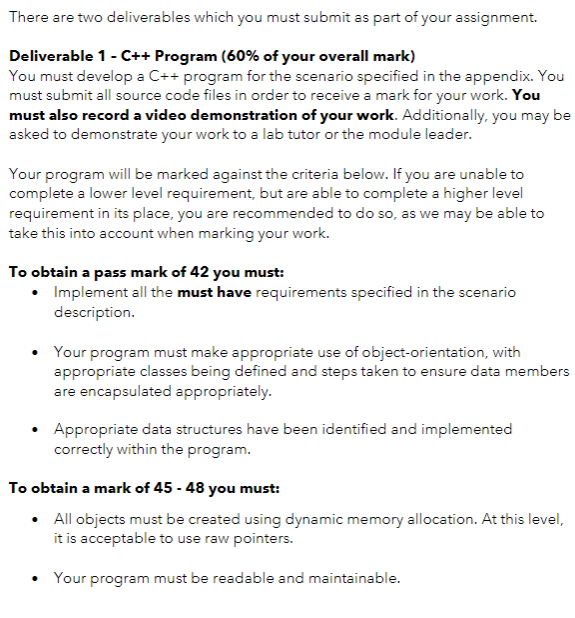 There are two deliverables which you must submit as part of your assignment.
Deliverable 1 - C++ Program (60% of your overall mark)
You must develop a C++ program for the scenario specified in the appendix. You
must submit all source code files in order to receive a mark for your work. You
must also record a video demonstration of your work. Additionally, you may be
asked to demonstrate your work to a lab tutor or the module leader.
Your program will be marked against the criteria below. If you are unable to
complete a lower level requirement, but are able to complete a higher level
requirement in its place, you are recommended to do so, as we may be able to
take this into account when marking your work.
To obtain a pass mark of 42 you must:
• Implement all the must have requirements specified in the scenario
description.
• Your program must make appropriate use of object-orientation, with
appropriate classes being defined and steps taken to ensure data members
are encapsulated appropriately.
• Appropriate data structures have been identified and implemented
correctly within the program.
To obtain a mark of 45 - 48 you must:
• All objects must be created using dynamic memory allocation. At this level,
it is acceptable to use raw pointers.
• Your program must be readable and maintainable.